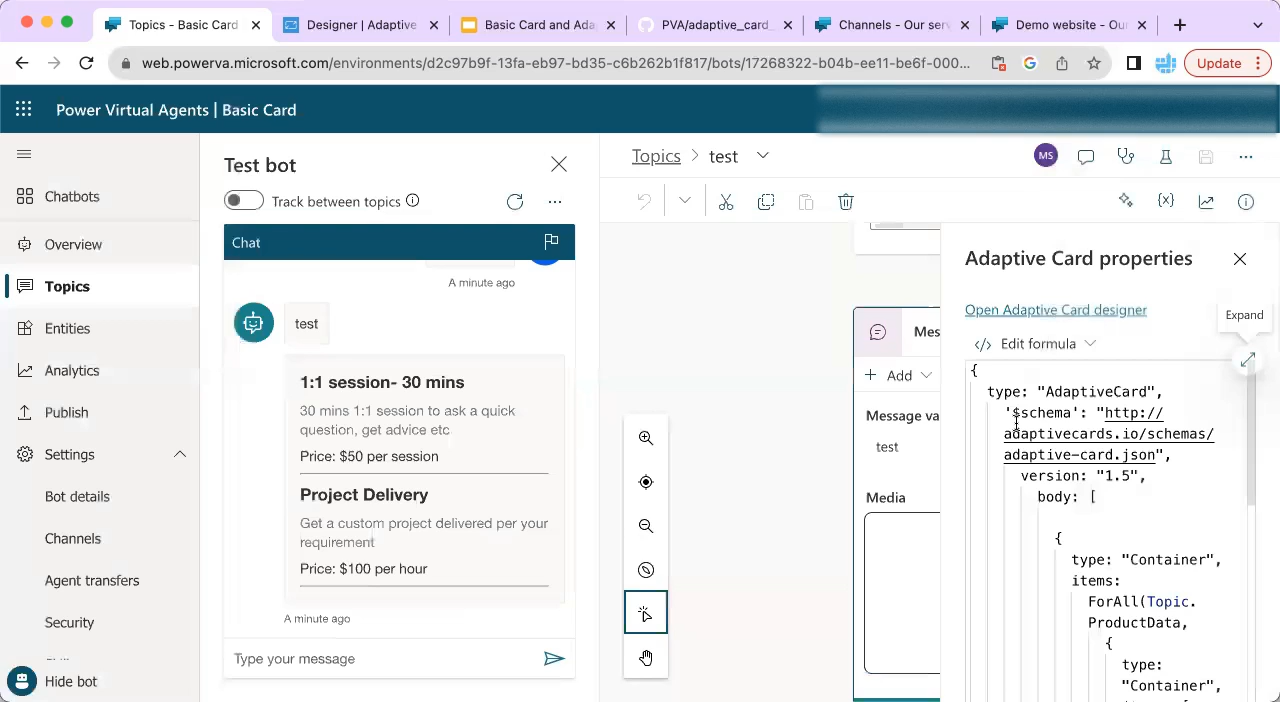 Topics - Basic Card
Designer | Adaptive
Basic Card and Ada
PVA/adaptive_card_
Channels - Our ser
Demo website - Ou
web.powerva.microsoft.com/environments/d2c97b9f-13fa-eb97-bd35-c6b262b1f817/bots/17268322-b04b-ee11-be6f-000...
Update
Power Virtual Agents | Basic Card
Chatbots
Overview
Topics
Entities
Analytics
Publish
Settings
Bot details
Channels
Agent transfers
Security
Hide bot
Test bot
Track between topics
Chat
A minute ago
test
1:1 session- 30 mins
30 mins 1:1 session to ask a quick
question, get advice etc
Price: $50 per session
Project Delivery
Get a custom project delivered per your
requirement
Price: $100 per hour
A minute ago
Type your message
Topics > test
MS
Mes
Add
Message va
test
Media
Adaptive Card properties
Open Adaptive Card designer
Expand
</> Edit formula
{
type: "AdaptiveCard",
'$schema': "http://
adaptivecards.io/schemas/
adaptive-card.json",
version: "1.5",
body: [
{
type: "Container",
items:
ForAll(Topic.
ProductData,
{
type:
"Container",